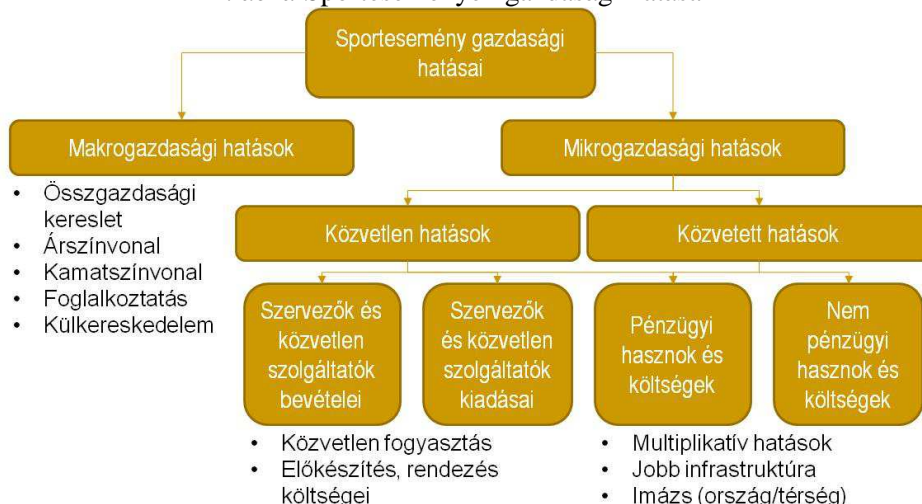 Sportesemény gazdasági
hatásai
Makrogazdasági hatások
Mikrogazdasági hatások
• Összgazdasági
kereslet
• Árszínvonal
• Kamatszínvonal
• Foglalkoztatás
• Külkereskedelem
Közvetlen hatások
Közvetett hatások
Szervezők és
közvetlen
szolgáltatók
bevételei
Szervezők
és közvetlen
szolgáltatók
kiadásai
Pénzügyi
hasznok és
költségek
Nem
pénzügyi
hasznok és
költségek
• Közvetlen fogyasztás
• Előkészítés, rendezés
költségei
• Multiplikatív hatások
• Jobb infrastruktúra
• Imázs (ország/térség)